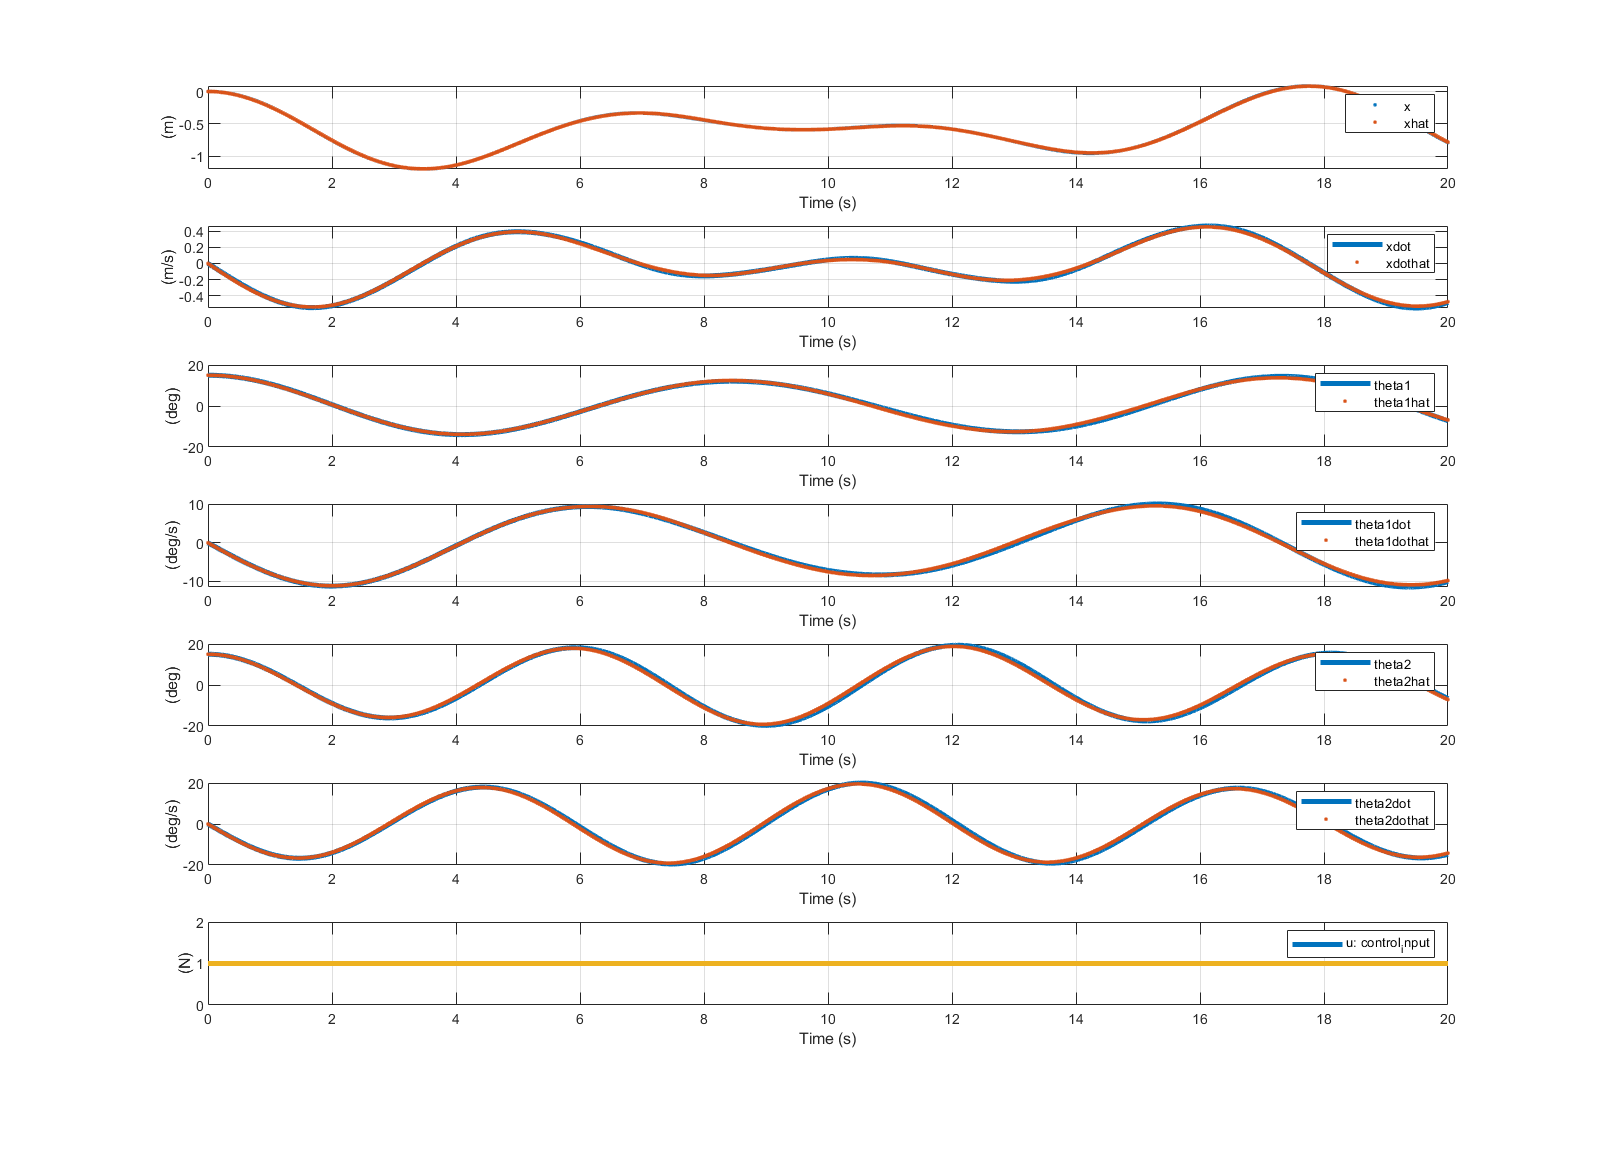 0
-0.5
-1
(m)
x
xhat
0 2 4 6 8 10 12 14 16 18 20
Time (s)
0.4
0.2
0
-0.2
-0.4
(m/s)
xdot
xdothat
0 2 4 6 8 10 12 14 16 18 20
Time (s)
20
0
-20
(deg)
theta1
theta1hat
0 2 4 6 8 10 12 14 16 18 20
Time (s)
10
0
-10
(deg/s)
theta1dot
theta1dothat
0 2 4 6 8 10 12 14 16 18 20
Time (s)
20
0
-20
(deg)
theta2
theta2hat
0 2 4 6 8 10 12 14 16 18 20
Time (s)
20
0
-20
(deg/s)
theta2dot
theta2dothat
0 2 4 6 8 10 12 14 16 18 20
Time (s)
2
1
0
(N)
u: control_input
0 2 4 6 8 10 12 14 16 18 20
Time (s)